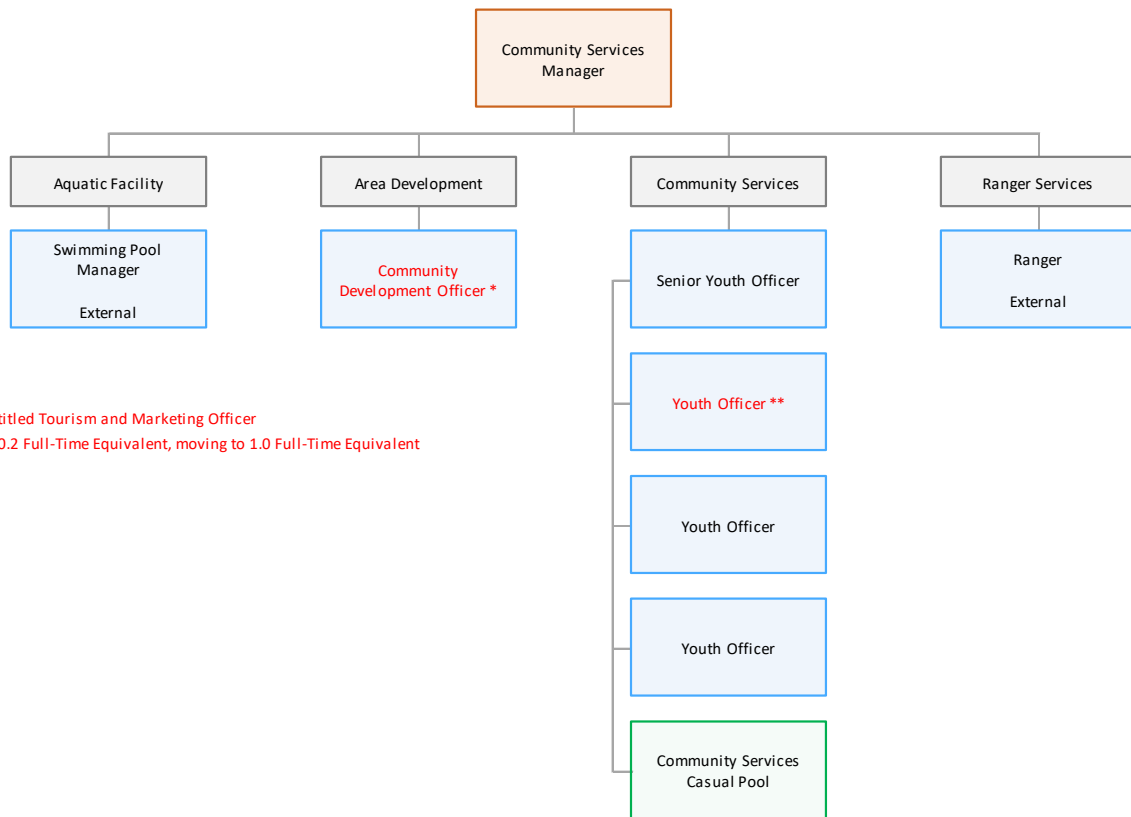 Community Services
Manager
Aquatic Facility
Area Development
Community Services
Ranger Services
Swimming Pool
Manager
External
Community
Development Officer *
Senior Youth Officer
Ranger
External
Youth Officer **
titled Tourism and Marketing Officer
0.2 Full-Time Equivalent, moving to 1.0 Full-Time Equivalent
Youth Officer
Youth Officer
Community Services
Casual Pool